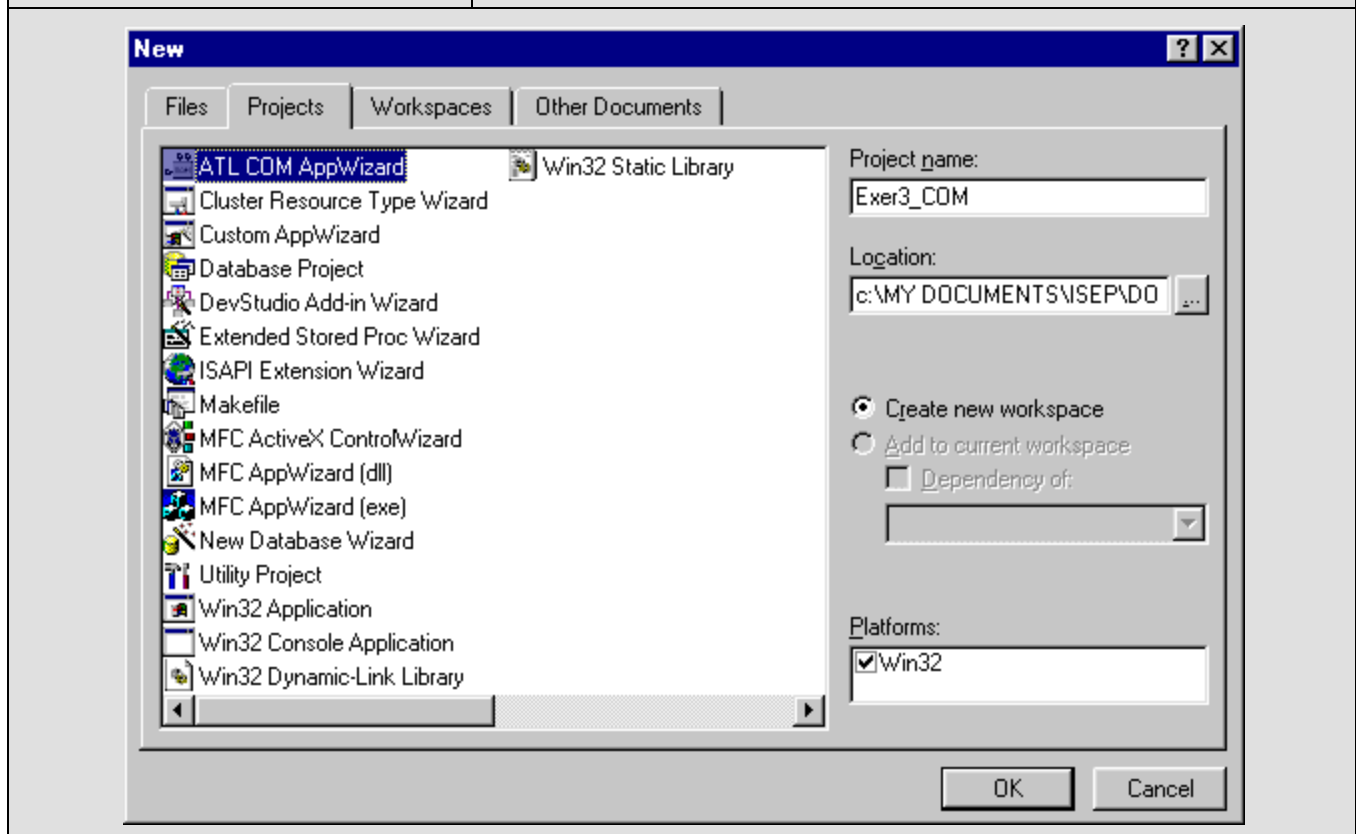 New
Files Projects Workspaces Other Documents
ATL COM AppWizard
Cluster Resource Type Wizard
Custom AppWizard
Database Project
DevStudio Add-in Wizard
Extended Stored Proc Wizard
ISAPI Extension Wizard
Makefile
MFC ActiveX ControlWizard
MFC AppWizard (dll)
MFC AppWizard (exe)
New Database Wizard
Utility Project
Win32 Application
Win32 Console Application
Win32 Dynamic-Link Library
Win32 Static Library
Project name:
Exer3_COM
Location:
c:\MY DOCUMENTS\ISEP\DO ...
Create new workspace
Add to current workspace
Dependency of:
Platforms:
Win32
OK Cancel